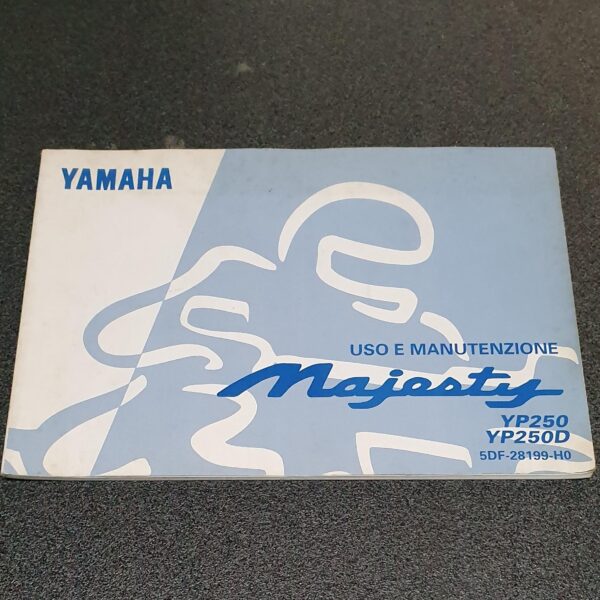 YAMAHA
USO E MANUTENZIONE
Majesty
YP250
YP250D
5DF-28199-H0